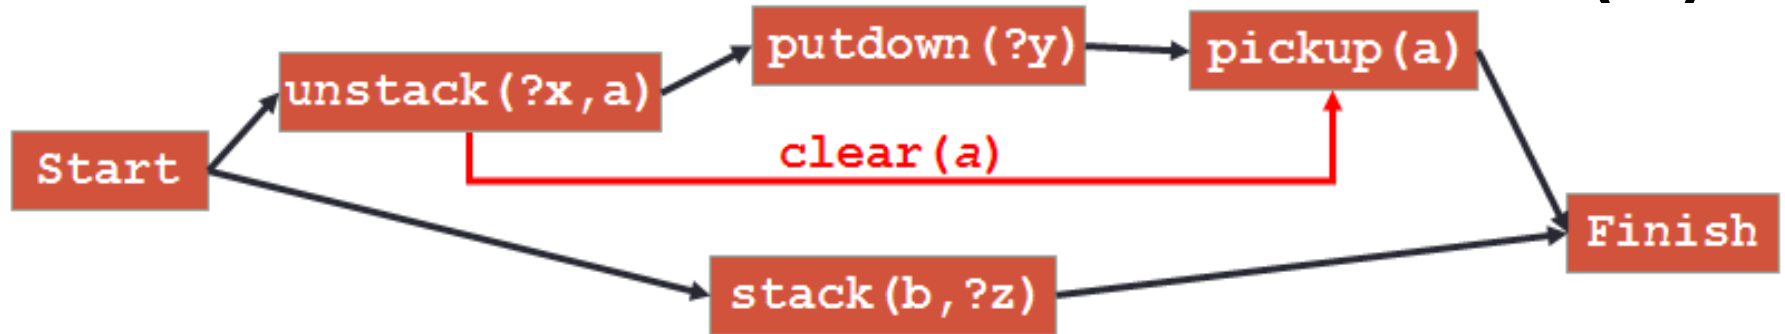 putdown(?y)
pickup(a)
unstack(?x,a)
clear(a)
Start
Finish
stack(b,?z)